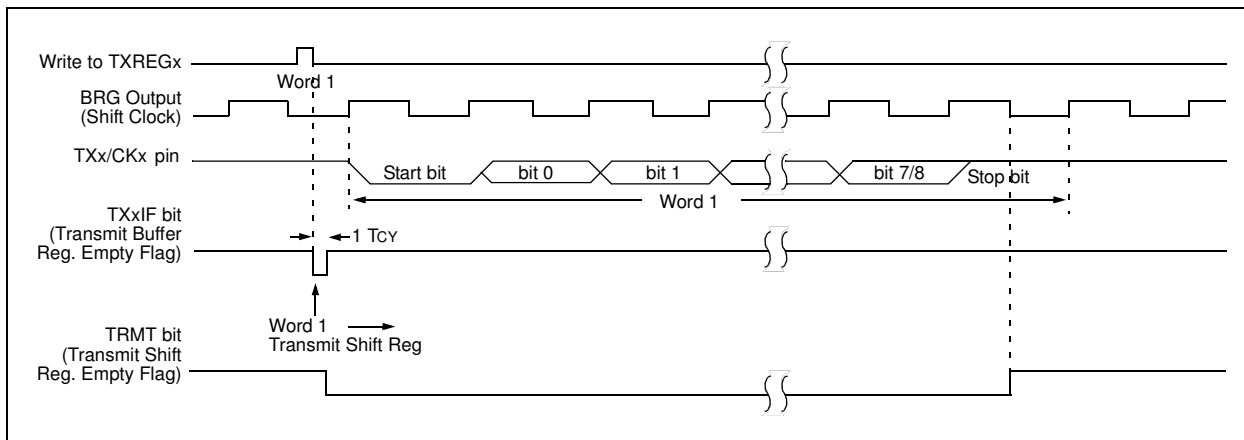 Write to TXREGx
Word 1
BRG Output
(Shift Clock)
TXx/CKx pin
Start bit
bit 0
bit 1
bit 7/8
Stop bit
Word 1
TXxIF bit
(Transmit Buffer
Reg. Empty Flag)
1 TCY
Word 1
Transmit Shift Reg
TRMT bit
(Transmit Shift
Reg. Empty Flag)